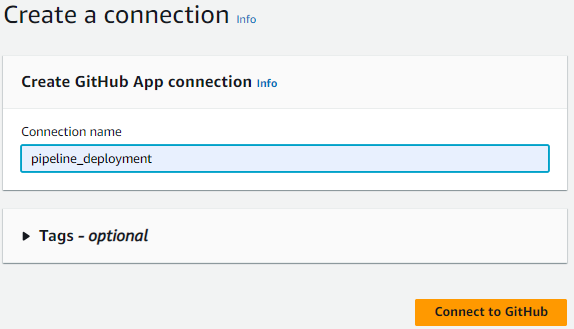 Create a connection Info
Create GitHub App connection Info
Connection name
pipeline_deployment
Tags - optional
Connect to GitHub